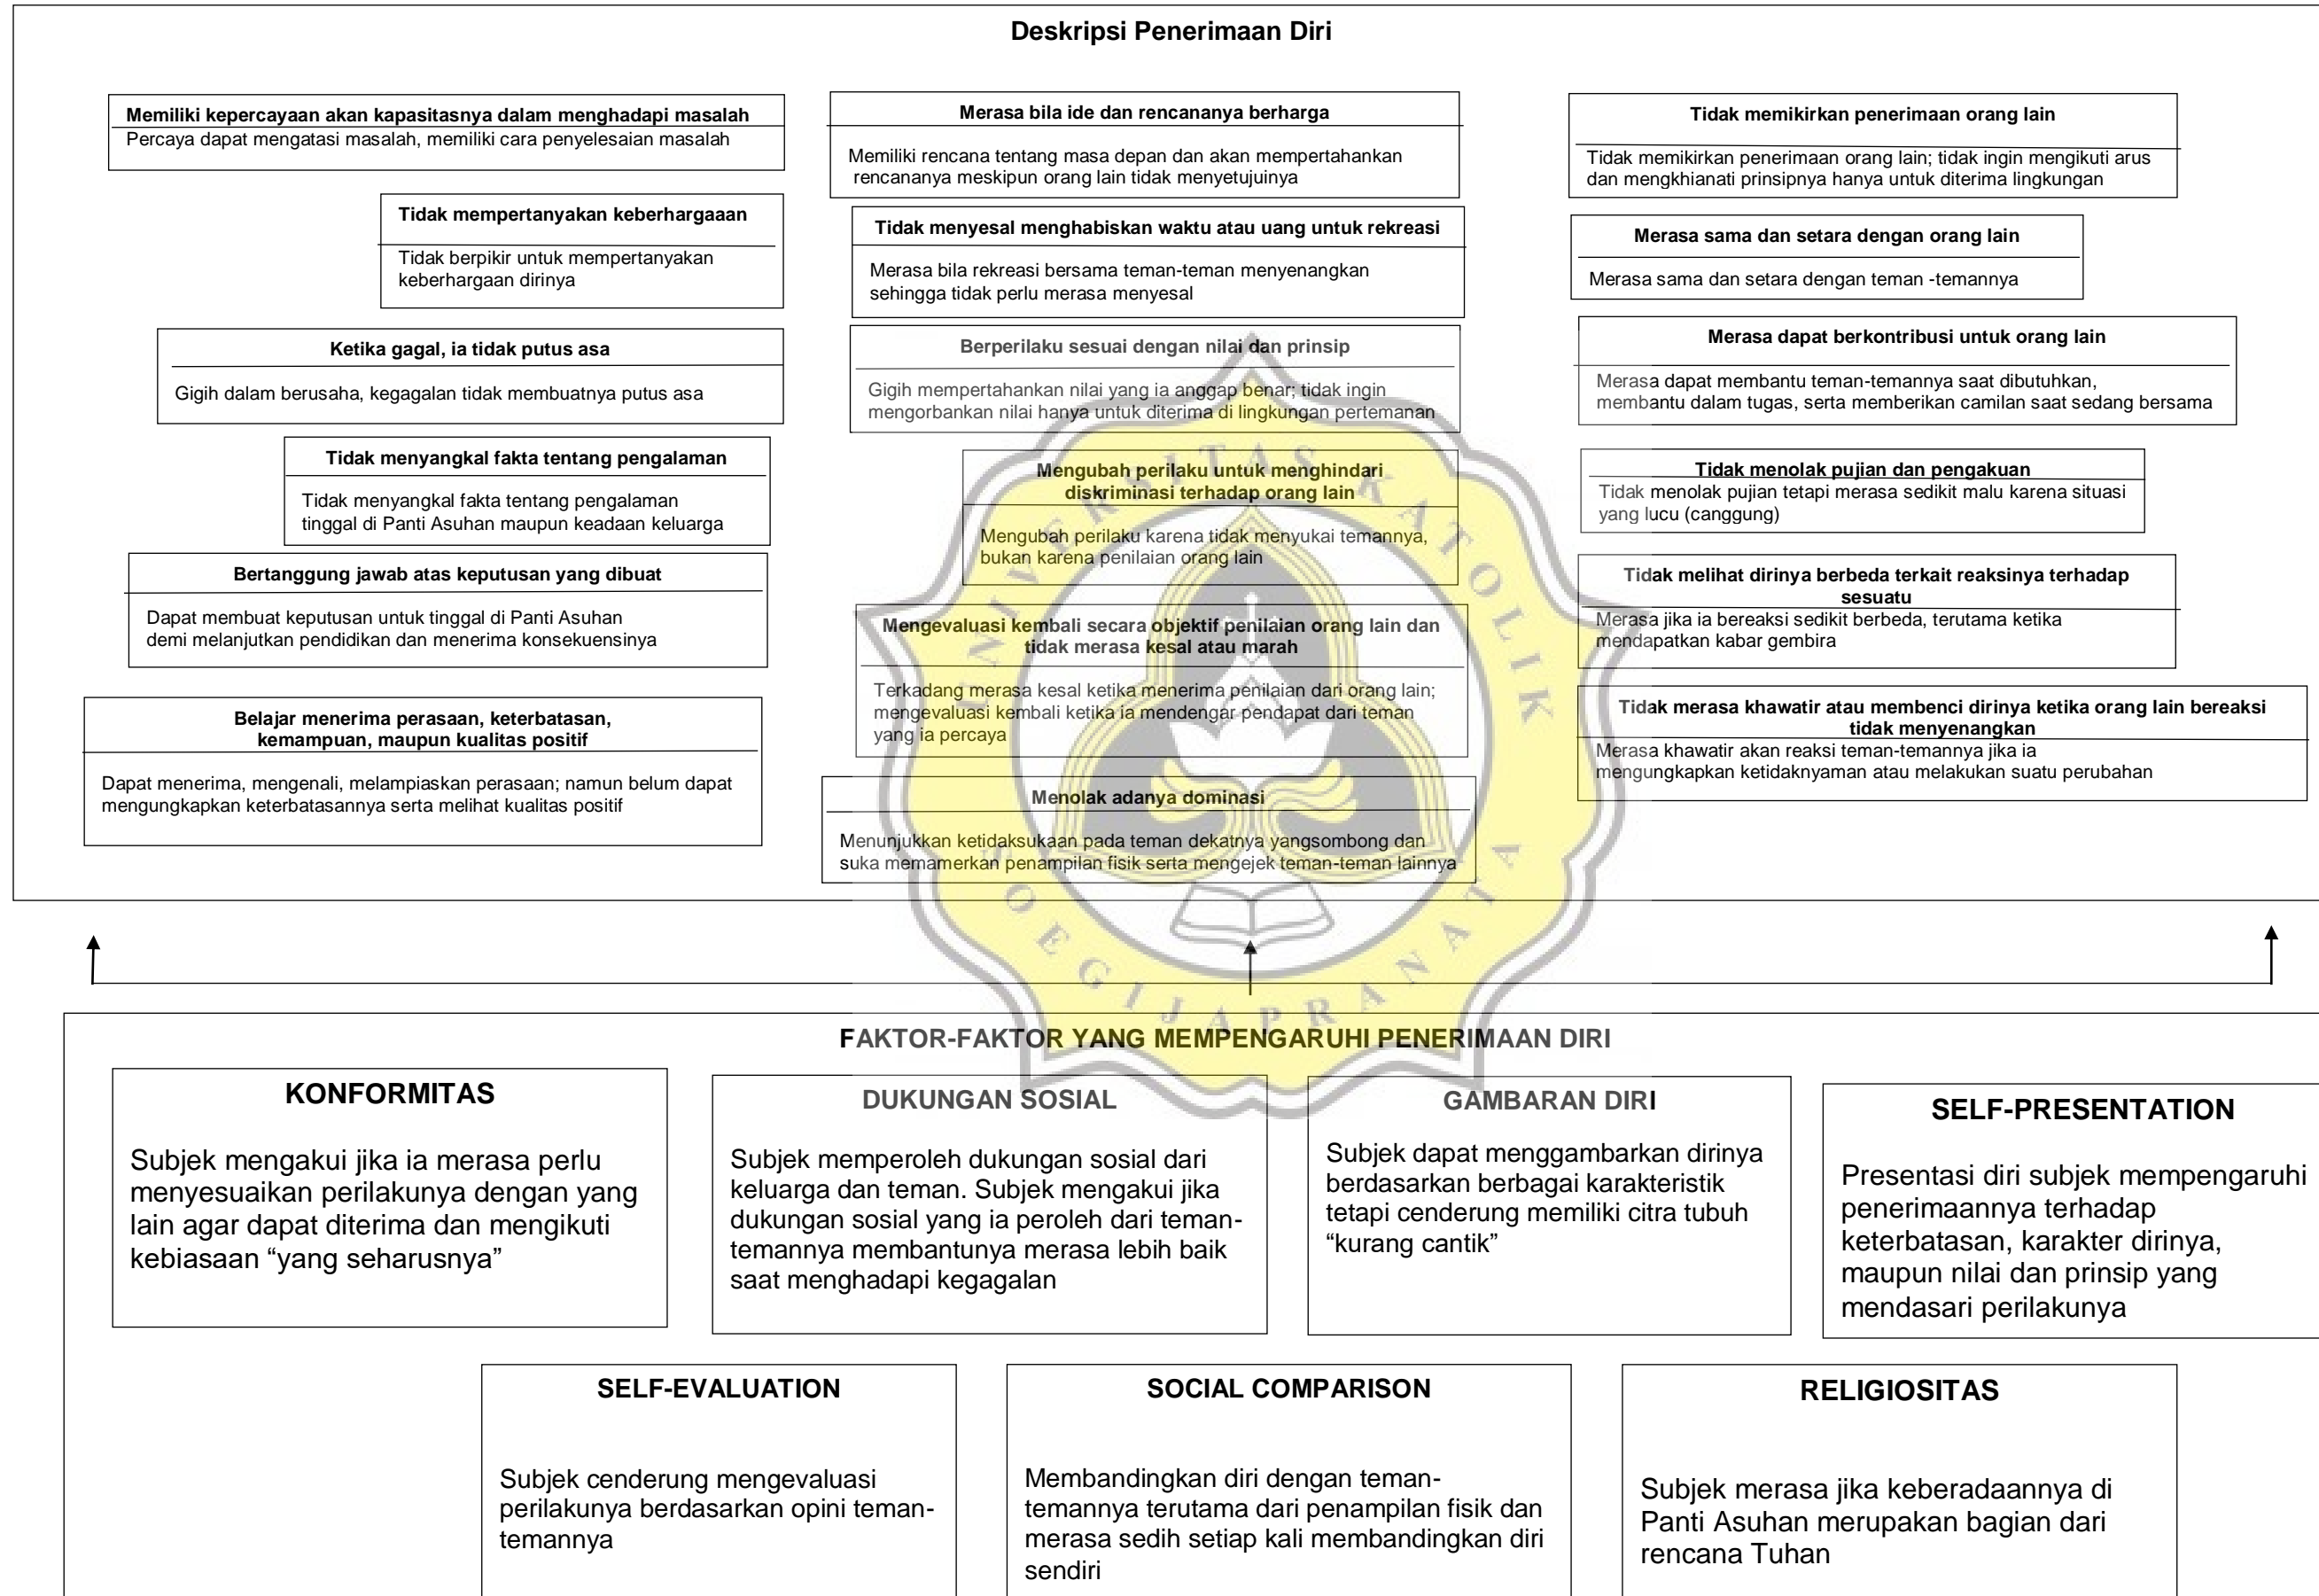 Deskripsi Penerimaan Diri
Memiliki kepercayaan akan kapasitasnya dalam menghadapi masalah
Percaya dapat mengatasi masalah, memiliki cara penyelesaian masalah
Tidak mempertanyakan keberhargaaan
Tidak berpikir untuk mempertanyakan
keberhargaan dirinya
Ketika gagal, ia tidak putus asa
Gigih dalam berusaha, kegagalan tidak membuatnya putus asa
Tidak menyangkal fakta tentang pengalaman
Tidak menyangkal fakta tentang pengalaman
tinggal di Panti Asuhan maupun keadaan keluarga
Bertanggung jawab atas keputusan yang dibuat
Dapat membuat keputusan untuk tinggal di Panti Asuhan
demi melanjutkan pendidikan dan menerima konsekuensinya
Belajar menerima perasaan, keterbatasan,
kemampuan, maupun kualitas positif
Dapat menerima, mengenali, melampiaskan perasaan; namun belum dapat
mengungkapkan keterbatasannya serta melihat kualitas positif
Merasa bila ide dan rencananya berharga
Memiliki rencana tentang masa depan dan akan mempertahankan
rencananya meskipun orang lain tidak menyetujuinya
Tidak menyesal menghabiskan waktu atau uang untuk rekreasi
Merasa bila rekreasi bersama teman-teman menyenangkan
sehingga tidak perlu merasa menyesal
Berperilaku sesuai dengan nilai dan prinsip
Gigih mempertahankan nilai yang ia anggap benar; tidak ingin
mengorbankan nilai hanya untuk diterima di lingkungan pertemanan
Mengubah perilaku untuk menghindari
diskriminasi terhadap orang lain
Mengubah perilaku karena tidak menyukai temannya,
bukan karena penilaian orang lain
Mengevaluasi kembali secara objektif penilaian orang lain dan
tidak merasa kesal atau marah
Terkadang merasa kesal ketika menerima penilaian dari orang lain;
mengevaluasi kembali ketika ia mendengar pendapat dari teman
yang ia percaya
Menolak adanya dominasi
Menunjukkan ketidaksukaan pada teman dekatnya yangsombong dan
suka memamerkan penampilan fisik serta mengejek teman-teman lainnya
Tidak memikirkan penerimaan orang lain
Tidak memikirkan penerimaan orang lain; tidak ingin mengikuti arus
dan mengkhianati prinsipnya hanya untuk diterima lingkungan
Merasa sama dan setara dengan orang lain
Merasa sama dan setara dengan teman -temannya
Merasa dapat berkontribusi untuk orang lain
Merasa dapat membantu teman-temannya saat dibutuhkan,
membantu dalam tugas, serta memberikan camilan saat sedang bersama
Tidak menolak pujian dan pengakuan
Tidak menolak pujian tetapi merasa sedikit malu karena situasi
yang lucu (canggung)
Tidak melihat dirinya berbeda terkait reaksinya terhadap
sesuatu
Merasa jika ia bereaksi sedikit berbeda, terutama ketika
mendapatkan kabar gembira
Tidak merasa khawatir atau membenci dirinya ketika orang lain bereaksi
tidak menyenangkan
Merasa khawatir akan reaksi teman-temannya jika ia
mengungkapkan ketidaknyaman atau melakukan suatu perubahan
UNIVERSITAS KATOLIK
SOEGIJAPRANATA
FAKTOR-FAKTOR YANG MEMPENGARUHI PENERIMAAN DIRI
KONFORMITAS
Subjek mengakui jika ia merasa perlu
menyesuaikan perilakunya dengan yang
lain agar dapat diterima dan mengikuti
kebiasaan “yang seharusnya”
DUKUNGAN SOSIAL
Subjek memperoleh dukungan sosial dari
keluarga dan teman. Subjek mengakui jika
dukungan sosial yang ia peroleh dari teman-
temannya membantunya merasa lebih baik
saat menghadapi kegagalan
GAMBARAN DIRI
Subjek dapat menggambarkan dirinya
berdasarkan berbagai karakteristik
tetapi cenderung memiliki citra tubuh
“kurang cantik”
SELF-PRESENTATION
Presentasi diri subjek mempengaruhi
penerimaannya terhadap
keterbatasan, karakter dirinya,
maupun nilai dan prinsip yang
mendasari perilakunya
SELF-EVALUATION
Subjek cenderung mengevaluasi
perilakunya berdasarkan opini teman-
temannya
SOCIAL COMPARISON
Membandingkan diri dengan teman-
temannya terutama dari penampilan fisik dan
merasa sedih setiap kali membandingkan diri
sendiri
RELIGIOSITAS
Subjek merasa jika keberadaannya di
Panti Asuhan merupakan bagian dari
rencana Tuhan